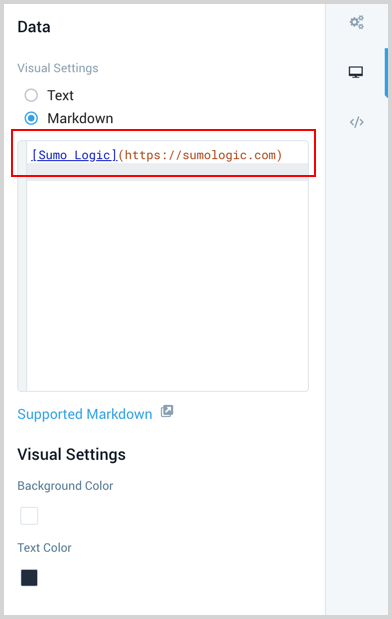 Data
Visual Settings
Text
Markdown
[Sumo Logic](https://sumologic.com)
Supported Markdown
Visual Settings
Background Color
Text Color